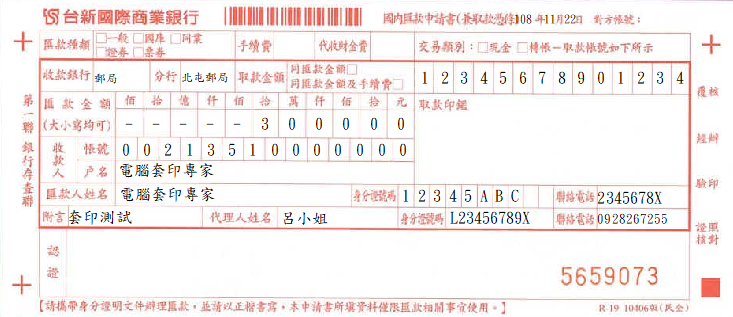 台新國際商業銀行 國內匯款申請書(兼取款憑條) 108 年11月22日 對方帳號：
匯款種類 □一般 □國庫 □同業 □證券 □票券 手續費 代收財金費 交易類別：□現金 □轉帳－取款帳號如下所示
收款銀行 郵局 分行 北屯郵局 取款金額 同匯款金額□ 同匯款金額及手續費□ 1 2 3 4 5 6 7 8 9 0 1 2 3 4
匯款金額 佰 拾 億 仟 佰 拾 萬 仟 佰 拾 元 取款印鑑
(大小寫均可) - - - - - 3 0 0 0 0 0
收款人 帳號 0 0 2 1 3 5 1 0 0 0 0 0 0 0
戶名 電腦套印專家
匯款人姓名 電腦套印專家 身分證號碼 1 2 3 4 5 A B C 聯絡電話 2345678X
附言 套印測試 代理人姓名 呂小姐 身分證號碼 L23456789X 聯絡電話 0928267255
認證
5659073
【請攜帶身分證明文件辦理匯款，並請以正楷書寫，本申請書所填資料僅限匯款相關事宜使用。】 R-19 10406版(民金)
第一聯 銀行存查聯
覆核
經辦
驗印
證照核對